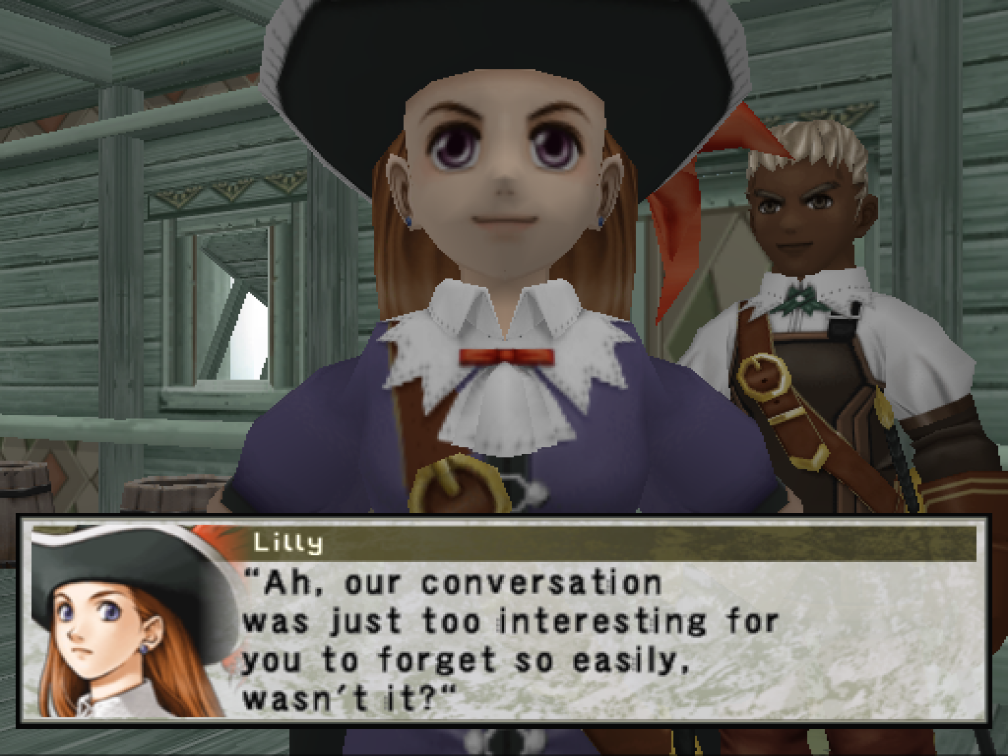 Lilly
“Ah, our conversation
was just too interesting for
you to forget so easily,
wasn't it?“